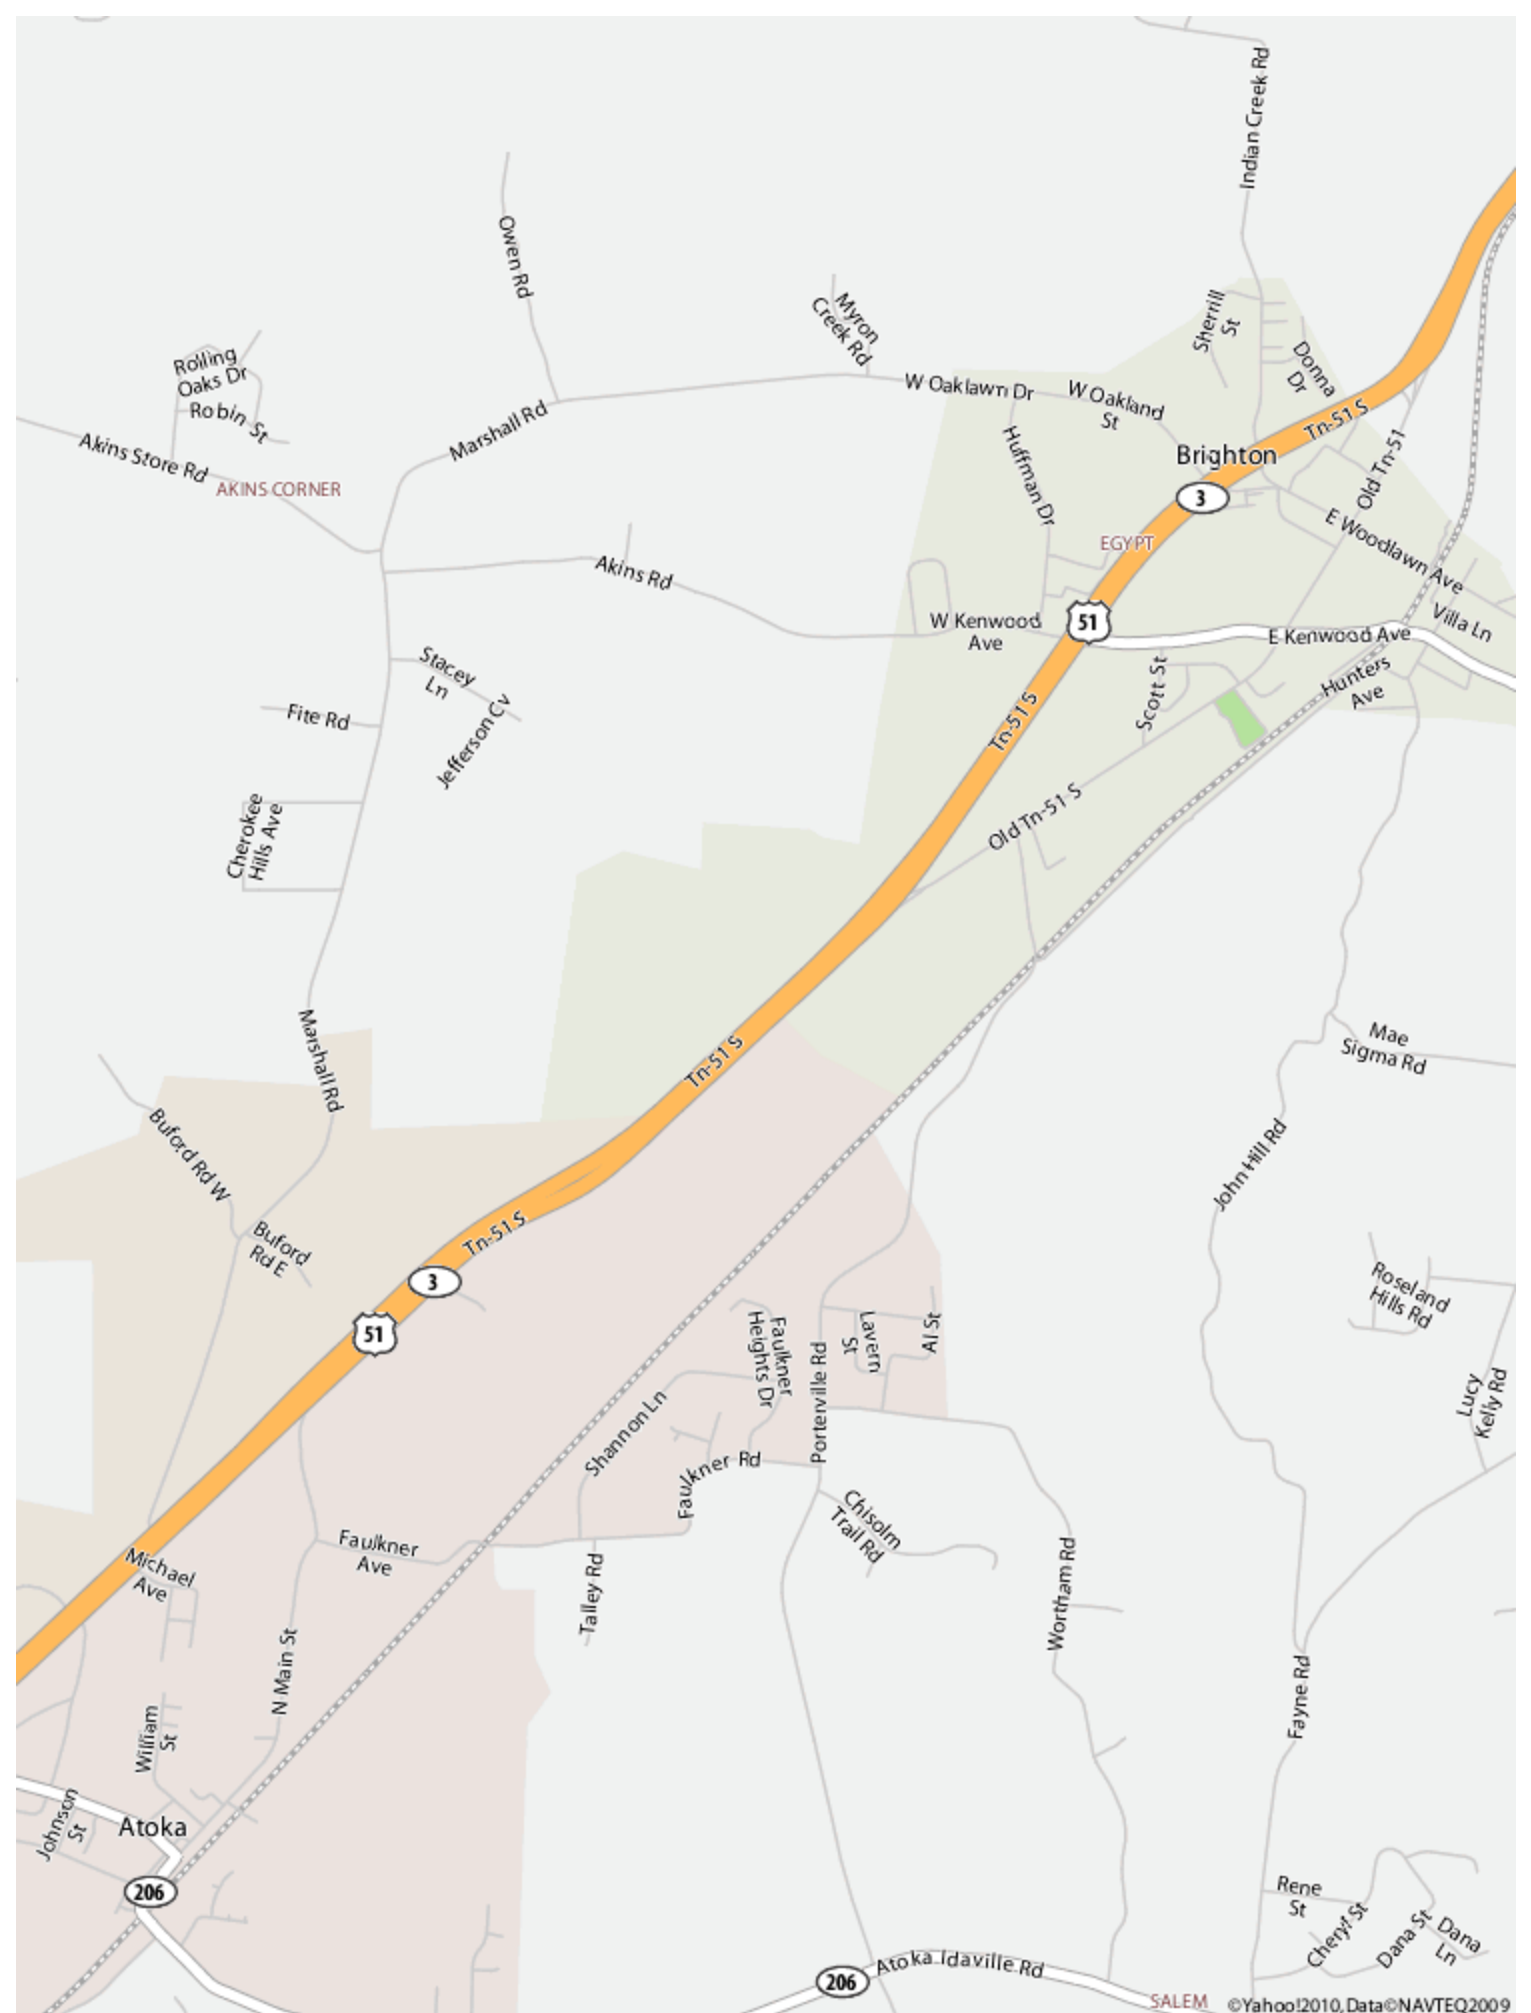 Indian Creek Rd
Owen Rd
Myron
Creek Rd
Sherrill
St
Donna
Dr
Rolling
Oaks Dr
Robin St
Akins Store Rd
AKINS CORNER
Marshall Rd
W Oaklawn Dr
W Oakland
St
Tn-51 S
Brighton
3
Old Tn-51
Huffman Dr
EGYPT
E Woodlawn Ave
Akins Rd
W Kenwood
Ave
51
E Kenwood Ave
Villa Ln
Stacey
Ln
Jefferson Cv
Fite Rd
Scott St
Hunters
Ave
Tn-51 S
Cherokee
Hills Ave
Old Tn-51 S
Marshall Rd
Tn-51 S
Mae
Sigma Rd
Buford Rd W
Buford
Rd E
John Hill Rd
Tn-51 S
3
51
Roseland
Hills Rd
Faulkner
Heights Dr
Porterville Rd
Lavern
St
Al St
Lucy
Kelly Rd
Shannon Ln
Faulkner Rd
Chisolm
Trail Rd
Faulkner
Ave
Michael
Ave
Talley Rd
Wortham Rd
N Main St
William
St
Fayne Rd
Johnson
St
Atoka
206
Rene
St
Cheryl St
Dana St
Dana
Ln
206
Atoka Idaville Rd
SALEM
©Yahoo!2010, Data©NAVTEQ2009